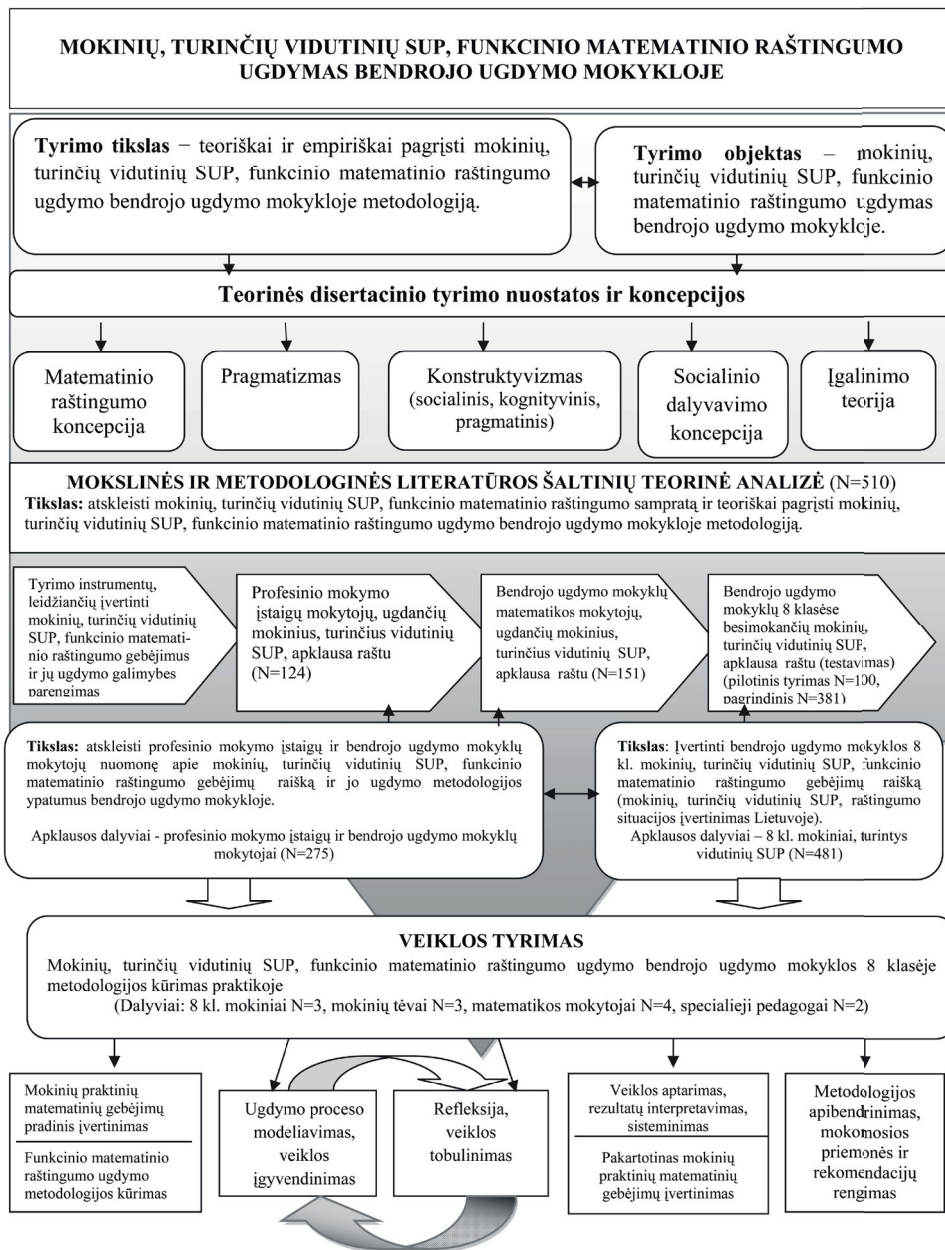 MOKINIŲ, TURINČIŲ VIDUTINIŲ SUP, FUNKCINIO MATEMATINIO RAŠTINGUMO
UGDYMAS BENDROJO UGDYMO MOKYKLOJE
Tyrimo tikslas – teoriškai ir empiriškai pagrįsti mokinių,
turinčių vidutinių SUP, funkcinio matematinio raštingumo
ugdymo bendrojo ugdymo mokykloje metodologiją.
Tyrimo objektas – mokinių,
turinčių vidutinių SUP, funkcinio
matematinio raštingumo ugdymas
bendrojo ugdymo mokykloje.
Teorinės disertacinio tyrimo nuostatos ir koncepcijos
Matematinio
raštingumo
koncepcija
Pragmatizmas
Konstruktyvizmas
(socialinis, kognityvinis,
pragmatinis)
Socialinio
dalyvavimo
koncepcija
Įgalinimo
teorija
MOKSLINĖS IR METODOLOGINĖS LITERATŪROS ŠALTINIŲ TEORINĖ ANALIZĖ (N=510)
Tikslas: atskleisti mokinių, turinčių vidutinių SUP, funkcinio matematinio raštingumo sampratą ir teoriškai pagrįsti mokinių,
turinčių vidutinių SUP, funkcinio matematinio raštingumo ugdymo bendrojo ugdymo mokykloje metodologiją.
Tyrimo instrumentų,
leidžiančių įvertinti
mokinių, turinčių vidutinių
SUP, funkcinio matemati-
nio raštingumo gebėjimus
ir jų ugdymo galimybes
parengimas
Profesinio mokymo
įstaigų mokytojų, ugdančių
mokinius, turinčius vidutinių
SUP, apklausa raštu
(N=124)
Bendrojo ugdymo mokyklų
matematikos mokytojų,
ugdančių mokinius,
turinčius vidutinių SUP,
apklausa raštu (N=151)
Bendrojo ugdymo
mokyklų 8 klasėse
besimokančių mokinių,
turinčių vidutinių SUP,
apklausa raštu (testavimas)
(pilotinis tyrimas N=100,
pagrindinis N=381)
Tikslas: atskleisti profesinio mokymo įstaigų ir bendrojo ugdymo mokyklų
mokytojų nuomonę apie mokinių, turinčių vidutinių SUP, funkcinio
matematinio raštingumo gebėjimų raišką ir jo ugdymo metodologijos
ypatumus bendrojo ugdymo mokykloje.
Apklausos dalyviai - profesinio mokymo įstaigų ir bendrojo ugdymo mokyklų
mokytojai (N=275)
Tikslas: Įvertinti bendrojo ugdymo mokyklos 8
kl. mokinių, turinčių vidutinių SUP, funkcinio
matematinio raštingumo gebėjimų raišką
(mokinių, turinčių vidutinių SUP, raštingumo
situacijos įvertinimas Lietuvoje).
Apklausos dalyviai – 8 kl. mokiniai, turintys
vidutinių SUP (N=481)
VEIKLOS TYRIMAS
Mokinių, turinčių vidutinių SUP, funkcinio matematinio raštingumo ugdymo bendrojo ugdymo mokyklos 8 klasėje
metodologijos kūrimas praktikoje
(Dalyviai: 8 kl. mokiniai N=3, mokinių tėvai N=3, matematikos mokytojai N=4, specialieji pedagogai N=2)
Mokinių praktinių
matematinių gebėjimų
pradinis įvertinimas
Funkcinio matematinio
raštingumo ugdymo
metodologijos kūrimas
Ugdymo proceso
modeliavimas,
veiklos
įgyvendinimas
Refleksija,
veiklos
tobulinimas
Veiklos aptarimas,
rezultatų interpretavimas,
sisteminimas
Pakartotinas mokinių
praktinių matematinių
gebėjimų įvertinimas
Metodologijos
apibendrinimas,
mokomosios
priemonės ir
rekomendacijų
rengimas